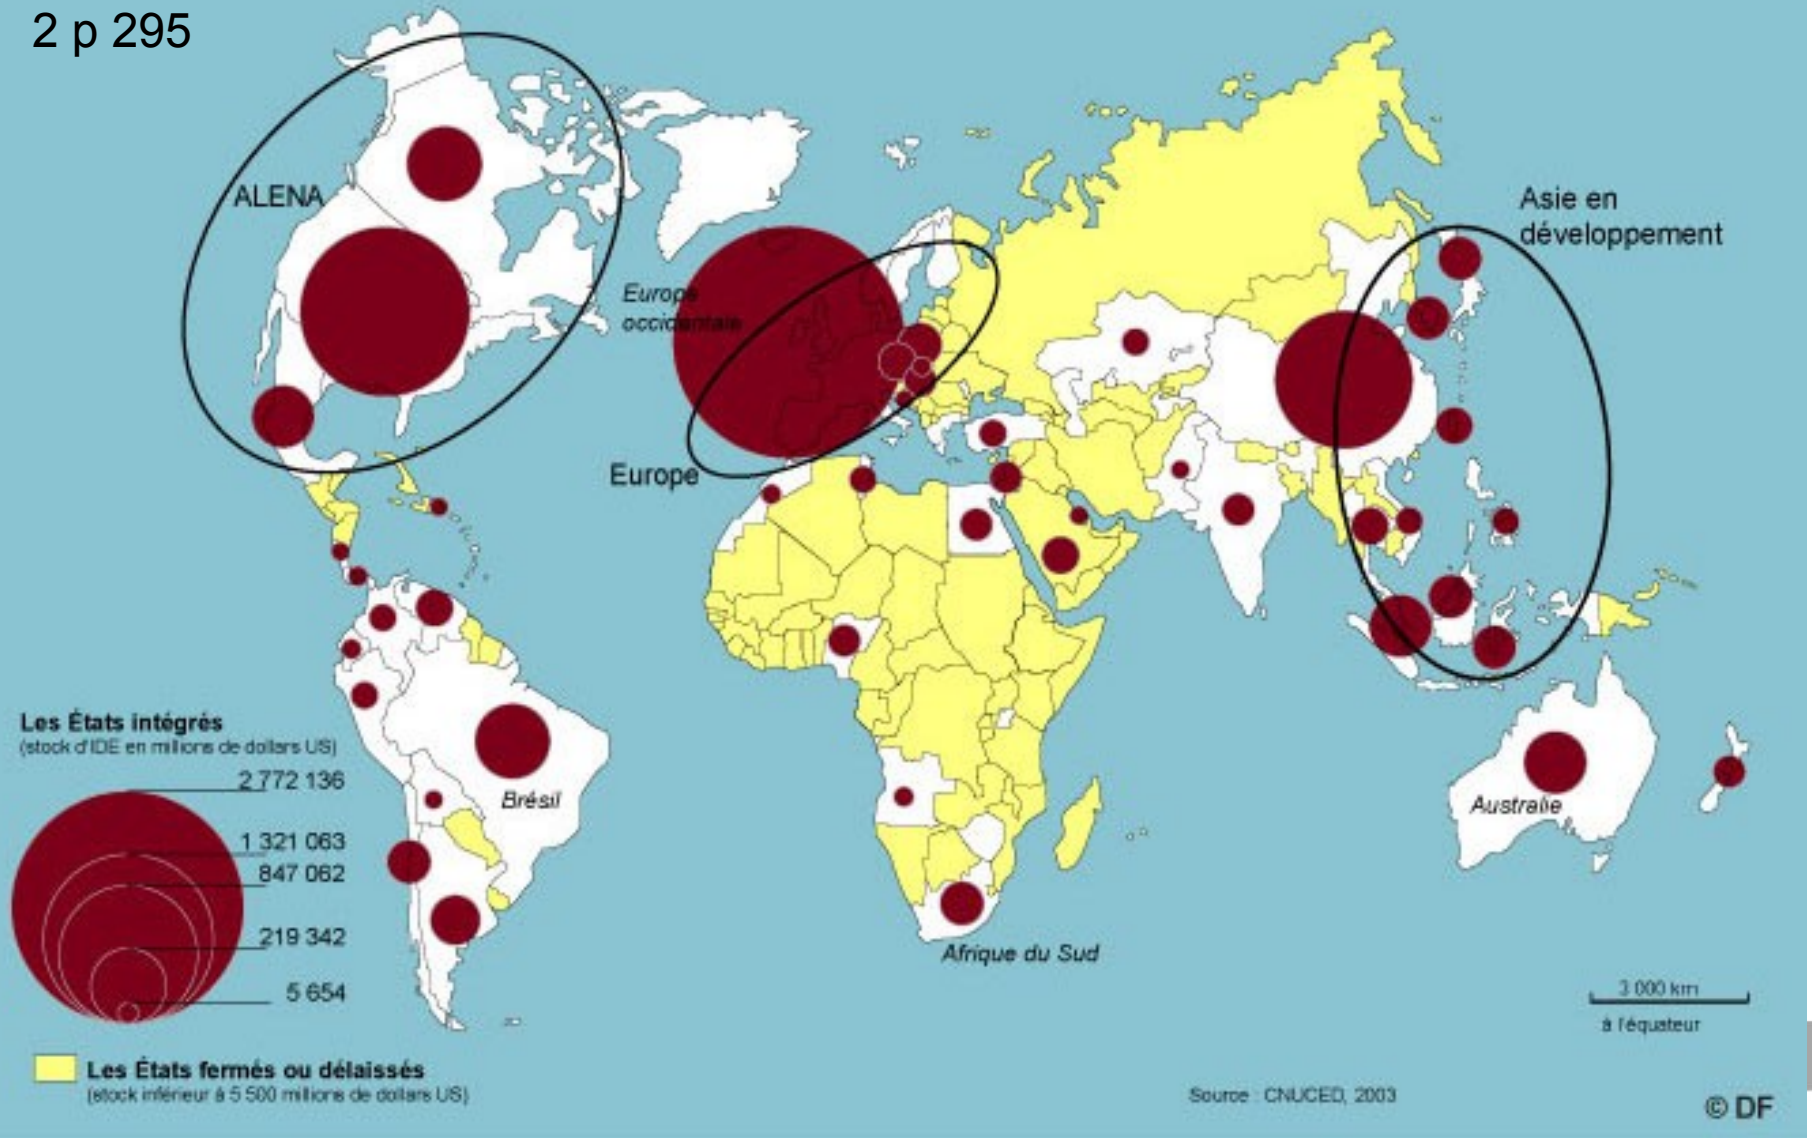 2 p 295
ALENA
Europe
occidentale
Europe
Asie en
développement
Brésil
Afrique du Sud
Australie
Les États intégrés
(stock d'IDE en millions de dollars US)
2 772 136
1 321 063
847 062
219 342
5 654
Les États fermés ou délaissés
(stock inférieur à 5 500 millions de dollars US)
3 000 km
à l'équateur
Source : CNUCED, 2003
© DF